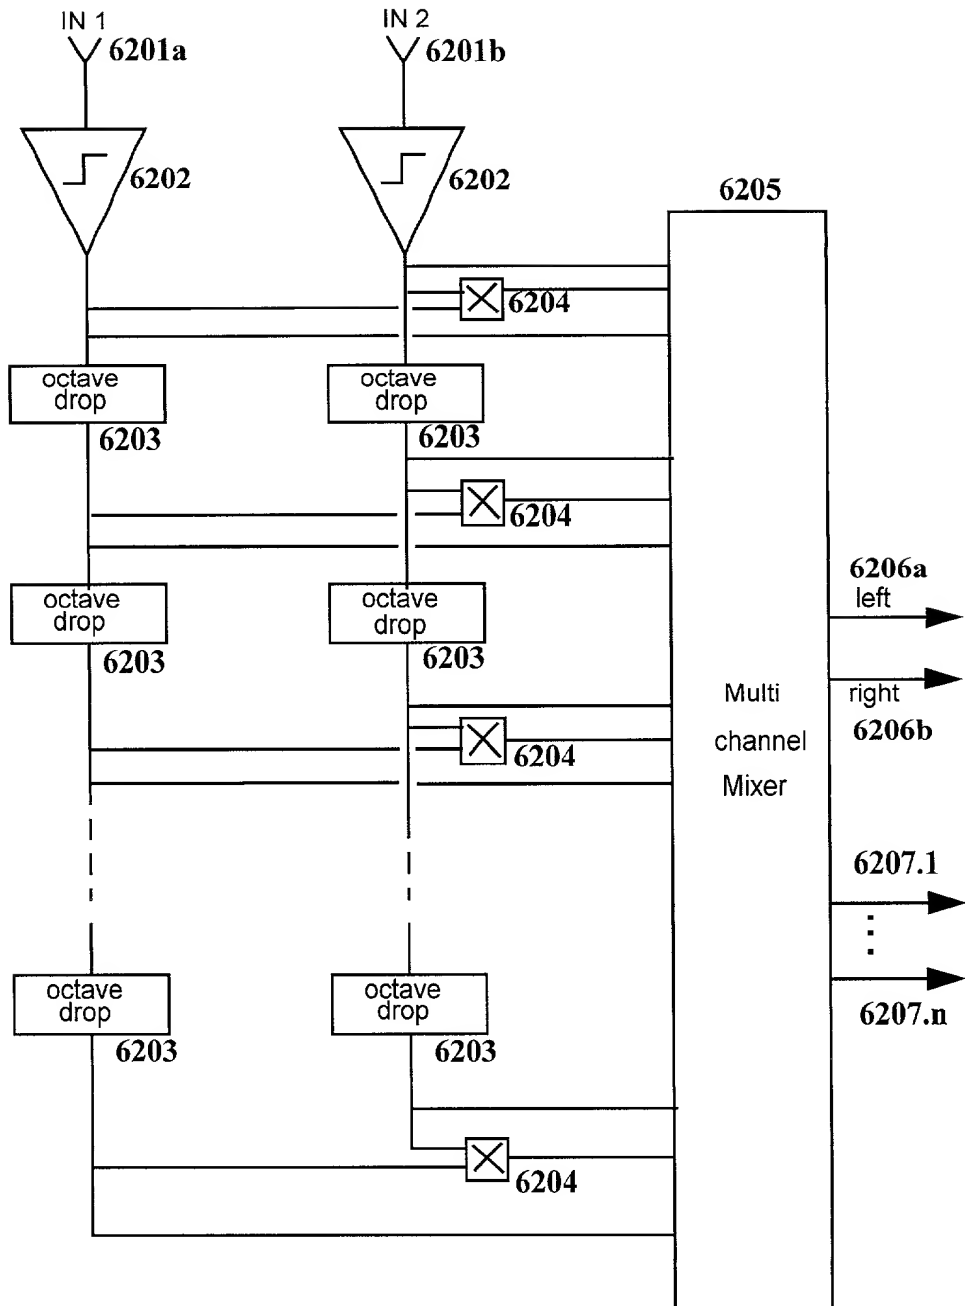 IN 1
IN 2
6201a
6201b
6202
6202
6205
6204
octave
drop
octave
drop
6203
6203
6204
octave
drop
octave
drop
6203
6203
6206a
left
right
6206b
Multi
channel
Mixer
6204
6207.1
6207.n
octave
drop
octave
drop
6203
6203
6204